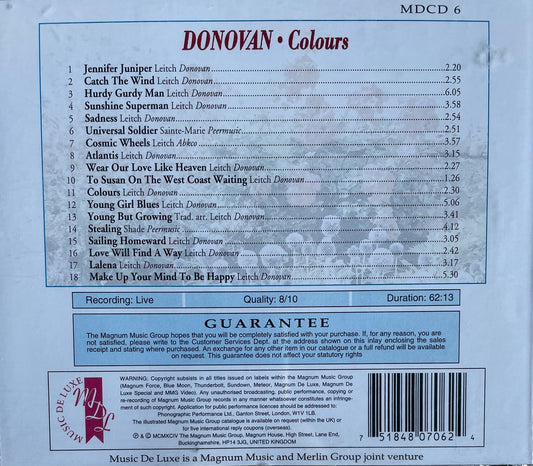 MDCD 6
DONOVAN • Colours
1 Jennifer Juniper Leitch Donovan 2.20
2 Catch The Wind Leitch Donovan 2.55
3 Hurdy Gurdy Man Leitch Donovan 6.05
4 Sunshine Superman Leitch Donovan 3.58
5 Sadness Leitch Donovan 2.54
6 Universal Soldier Sainte-Marie Peermusic 2.51
7 Cosmic Wheels Leitch Abkco 3.57
8 Atlantis Leitch Donovan 3.15
9 Wear Our Love Like Heaven Leitch Donovan 2.27
10 To Susan On The West Coast Waiting Leitch Donovan 1.26
11 Colours Leitch Donovan 2.30
12 Young Girl Blues Leitch Donovan 5.06
13 Young But Growing Trad. arr. Leitch Donovan 3.41
14 Stealing Shade Peermusic 4.12
15 Sailing Homeward Leitch Donovan 3.05
16 Love Will Find A Way Leitch Donovan 2.42
17 Lalena Leitch Donovan 3.17
18 Make Up Your Mind To Be Happy Leitch Donovan 5.30
Recording: Live Quality: 8/10 Duration: 62:13
GUARANTEE
The Magnum Music Group hopes that you will be completely satisfied with your purchase. If, for any reason, you are
not satisfied, please write to the Customer Services Dept. at the address shown on this inlay enclosing the sales
receipt and stating where purchased. An exchange for any other item in our catalogue or a full refund will be available
on request. This guarantee does not affect your statutory rights
MUSIC DE LUXE
WARNING: Copyright subsists in all titles issued on labels within the Magnum Music Group
(Magnum Force, Blue Moon, Thunderbolt, Sundown, Meteor, Magnum De Luxe, Magnum De
Luxe Special and MMG Video). Any unauthorised broadcasting, public performance, copying or
re-recording of Magnum Music Group records in any manner whatsoever constitutes an infringement
of such copyright. Application for public performance licences should be addressed to:
Phonographic Performance Ltd., Ganton Street, London, W1V 1LB.
The illustrated Magnum Music Group catalogue is available on request (within the UK) or
for live international reply coupons (overseas).
℗ & © MCMXCIV The Magnum Music Group, Magnum House, High Street, Lane End,
Buckinghamshire, HP14 3JG, UNITED KINGDOM
7 51848 07062 4
Music De Luxe is a Magnum Music and Merlin Group joint venture